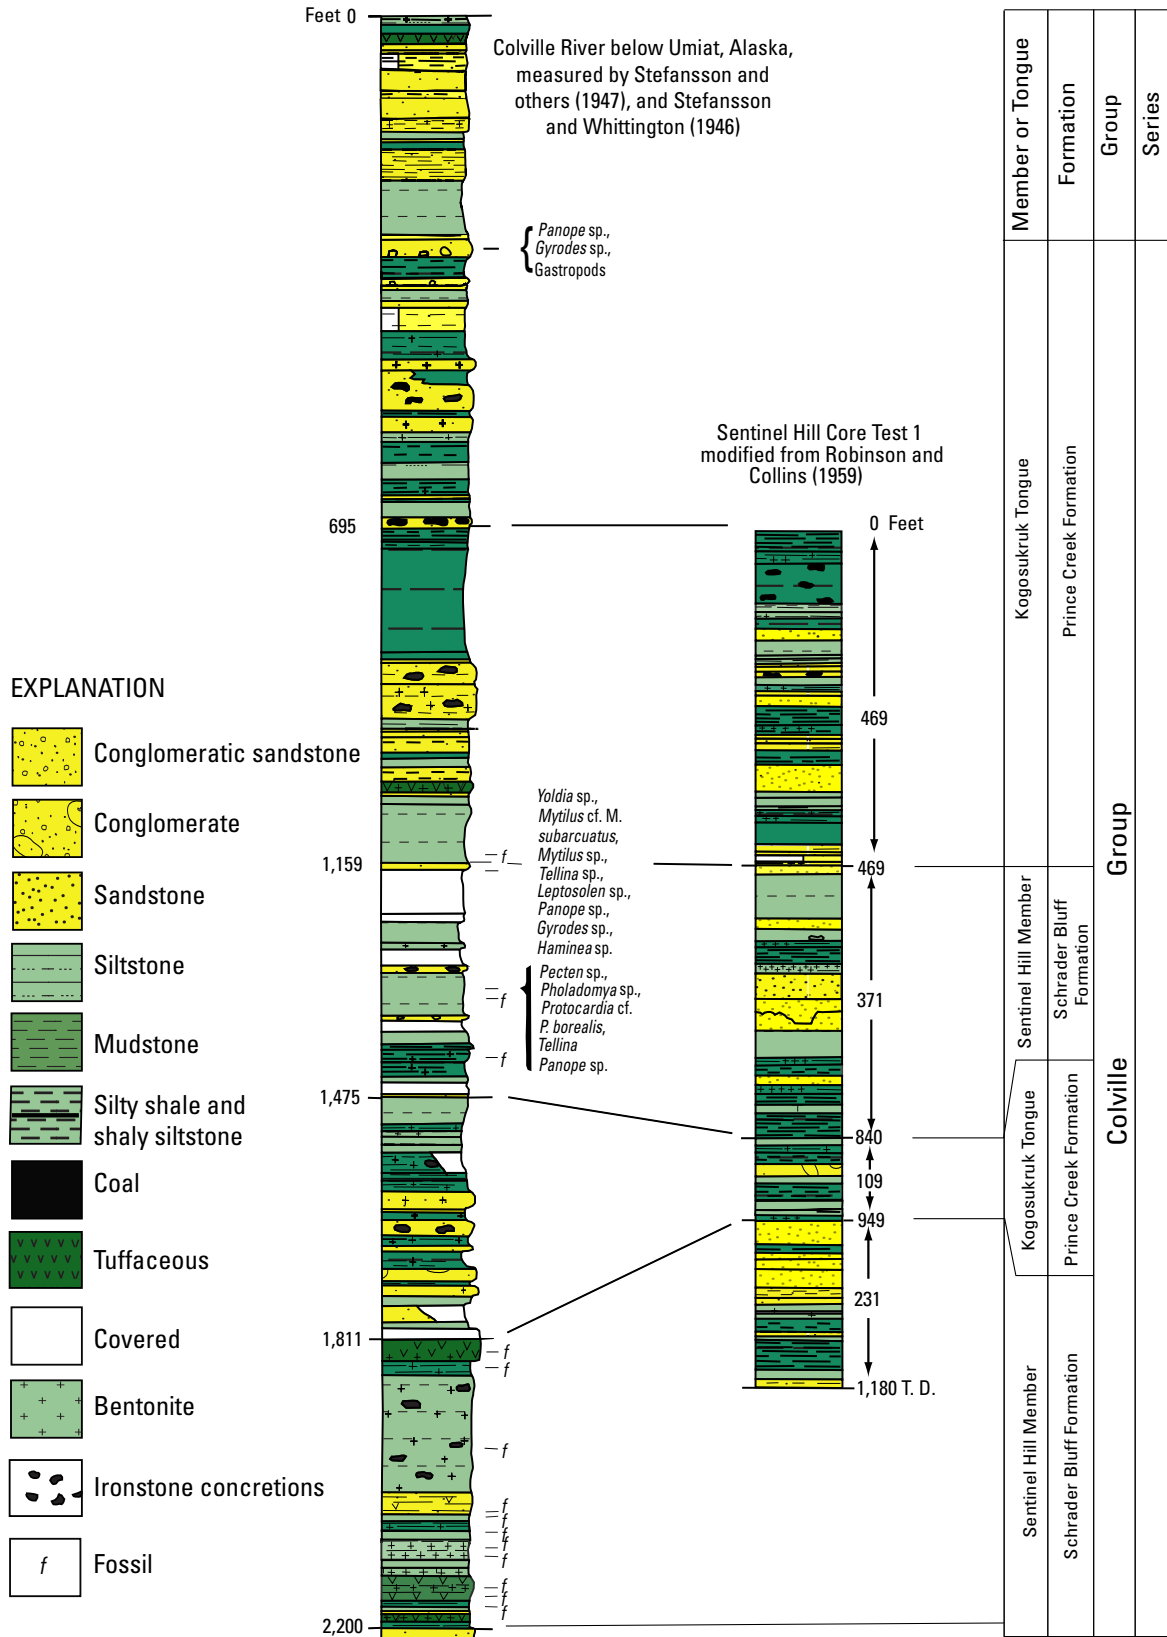 Feet 0
Colville River below Umiat, Alaska,
measured by Stefansson and
others (1947), and Stefansson
and Whittington (1946)
Panope sp.,
Gyrodes sp.,
Gastropods
695
1,159
1,475
1,811
2,200
Yoldia sp.,
Mytilus cf. M.
subarcuatus,
Mytilus sp.,
Tellina sp.,
Leptosolen sp.,
Panope sp.,
Gyrodes sp.,
Haminea sp.
Pecten sp.,
Pholadomya sp.,
Protocardia cf.
P. borealis,
Tellina
Panope sp.
f
f
f
f
f
f
f
f
f
f
f
f
f
f
Sentinel Hill Core Test 1
modified from Robinson and
Collins (1959)
0 Feet
469
469
371
840
109
949
231
1,180 T. D.
Member or Tongue
Formation
Group
Series
Kogosukruk Tongue
Prince Creek Formation
Sentinel Hill Member
Schrader Bluff
Formation
Kogosukruk Tongue
Prince Creek Formation
Sentinel Hill Member
Schrader Bluff Formation
Colville
Group
EXPLANATION
Conglomeratic sandstone
Conglomerate
Sandstone
Siltstone
Mudstone
Silty shale and
shaly siltstone
Coal
Tuffaceous
Covered
Bentonite
Ironstone concretions
f
Fossil